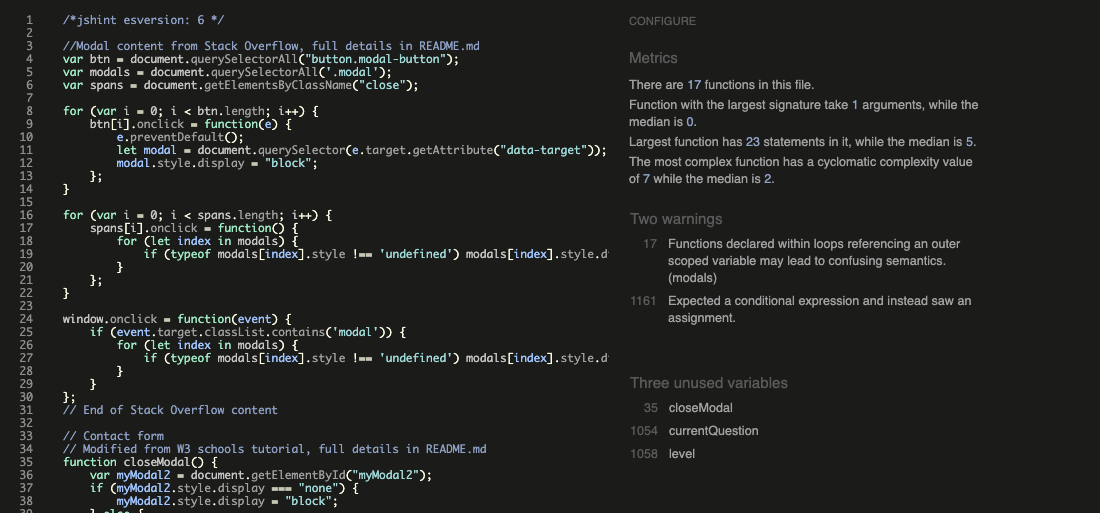 1 /*jshint esversion: 6 */
2
3 //Modal content from Stack Overflow, full details in README.md
4 var btn = document.querySelectorAll("button.modal-button");
5 var modals = document.querySelectorAll('.modal');
6 var spans = document.getElementsByClassName("close");
7
8 for (var i = 0; i < btn.length; i++) {
9 btn[i].onclick = function(e) {
10 e.preventDefault();
11 let modal = document.querySelector(e.target.getAttribute("data-target"));
12 modal.style.display = "block";
13 };
14 }
15
16 for (var i = 0; i < spans.length; i++) {
17 spans[i].onclick = function() {
18 for (let index in modals) {
19 if (typeof modals[index].style !== 'undefined') modals[index].style.di
20 }
21 };
22 }
23
24 window.onclick = function(event) {
25 if (event.target.classList.contains('modal')) {
26 for (let index in modals) {
27 if (typeof modals[index].style !== 'undefined') modals[index].style.di
28 }
29 }
30 };
31 // End of Stack Overflow content
32
33 // Contact form
34 // Modified from W3 schools tutorial, full details in README.md
35 function closeModal() {
36 var myModal2 = document.getElementById("myModal2");
37 if (myModal2.style.display === "none") {
38 myModal2.style.display = "block";
39 } else {
CONFIGURE
Metrics
There are 17 functions in this file.
Function with the largest signature take 1 arguments, while the
median is 0.
Largest function has 23 statements in it, while the median is 5.
The most complex function has a cyclomatic complexity value
of 7 while the median is 2.
Two warnings
17 Functions declared within loops referencing an outer
scoped variable may lead to confusing semantics.
(modals)
1161 Expected a conditional expression and instead saw an
assignment.
Three unused variables
35 closeModal
1054 currentQuestion
1058 level